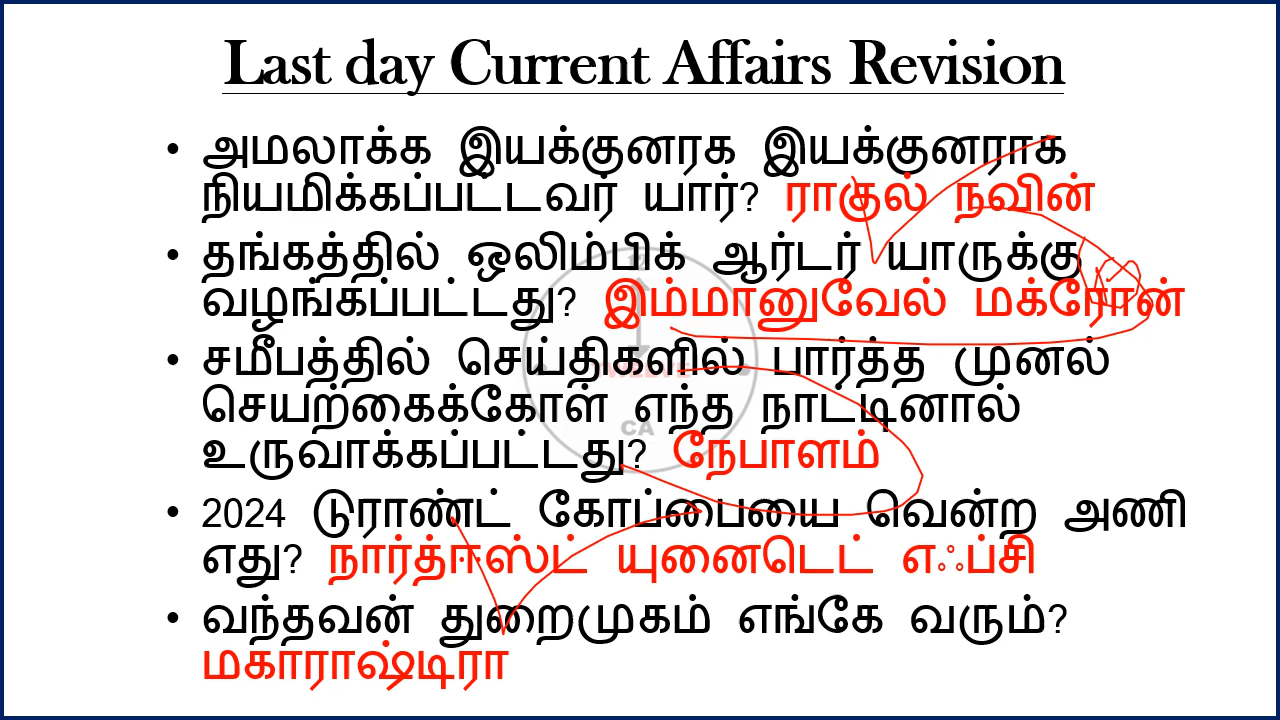 Last day Current Affairs Revision
• அமலாக்க இயக்குனரக இயக்குனராக
நியமிக்கப்பட்டவர் யார்? ராகுல் நவின்
• தங்கத்தில் ஒலிம்பிக் ஆர்டர் யாருக்கு
வழங்கப்பட்டது? இம்மானுவேல் மக்ரோன்
• சமீபத்தில் செய்திகளில் பார்த்த முனல்
செயற்கைக்கோள் எந்த நாட்டினால்
உருவாக்கப்பட்டது? நேபாளம்
CA
• 2024 டுராண்ட் கோப்பையை வென்ற அணி
எது? நார்த்ஈஸ்ட் யுனைடெட் எஃப்சி
• வந்தவன் துறைமுகம் எங்கே வரும்?
மகாராஷ்டிரா